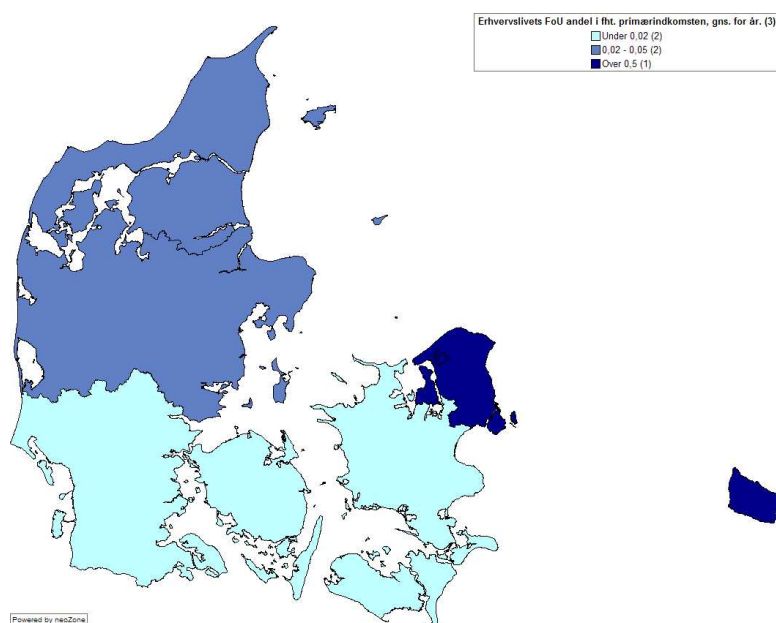 Erhvervslivets FoU andel i fht. primærindkomsten, gns. for år. (3)
Under 0,02 (2)
0,02 - 0,05 (2)
Over 0,5 (1)
Powered by neoZone